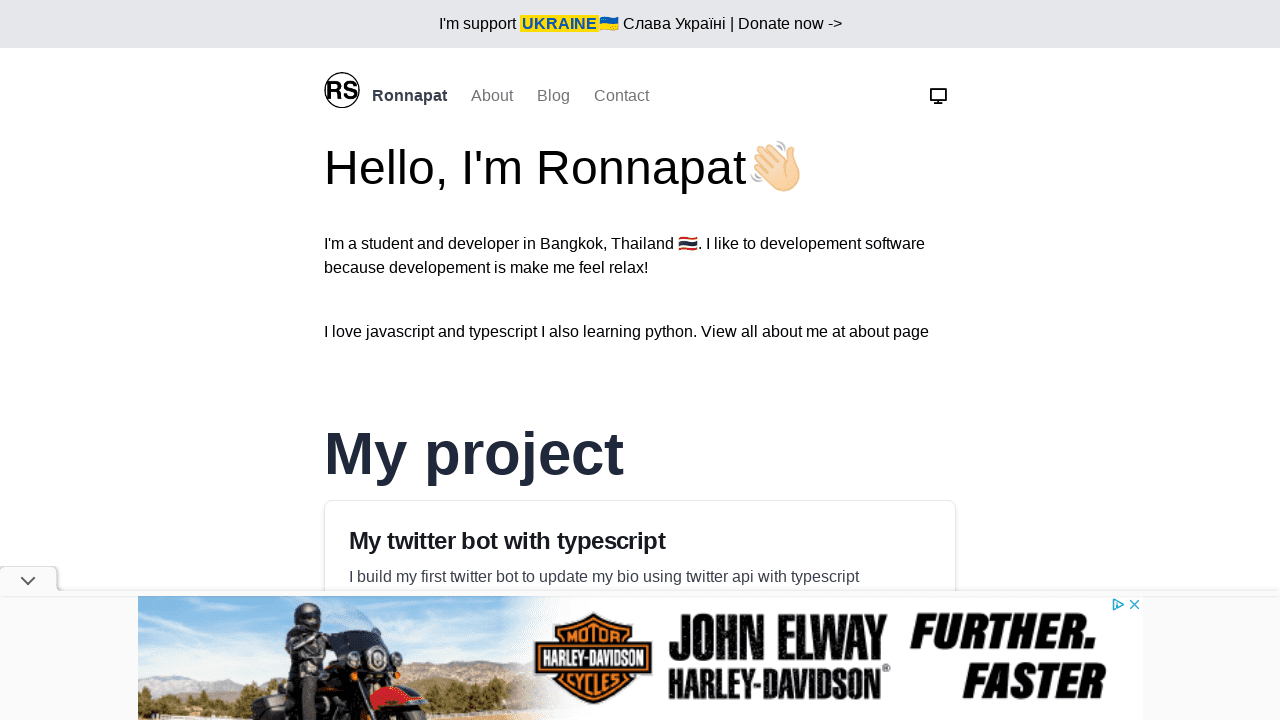 I'm support UKRAINE🇺🇦 Слава Україні | Donate now ->
RS Ronnapat About Blog Contact
Hello, I'm Ronnapat👋🏻
I'm a student and developer in Bangkok, Thailand 🇹🇭. I like to developement software
because developement is make me feel relax!
I love javascript and typescript I also learning python. View all about me at about page
My project
My twitter bot with typescript
I build my first twitter bot to update my bio using twitter api with typescript
MOTOR
HARLEY-DAVIDSON
CYCLES
JOHN ELWAY
HARLEY-DAVIDSON®
FURTHER.
FASTER